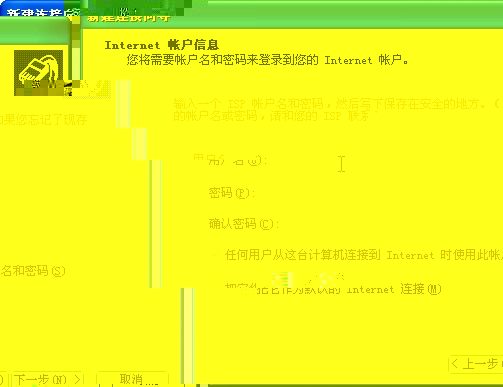 新建连接向
新建连接向导
Internet 帐户信息
您将需要帐户名和密码来登录到您的 Internet 帐户。
输入一个 ISP 帐户名和密码，然后写下保存在安全的地方。（
如果您忘记了现存
的帐户名或密码，请和您的 ISP 联系
用户名(U):
密码(P):
确认密码(C):
任何用户从这台计算机连接到 Internet 时使用此帐
名和密码(S)
把它作为默认的 Internet 连接(M)
< 上一步(
下一步(N) >
取消